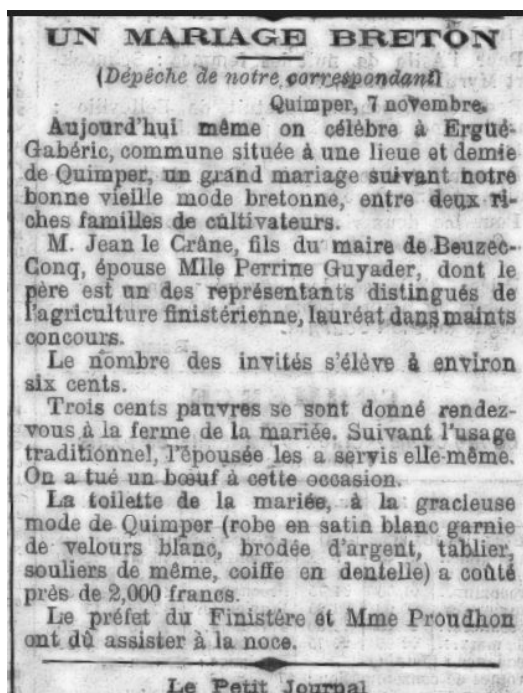 UN MARIAGE BRETON
(Dépêche de notre correspondant)
Quimper, 7 novembre.
Aujourd'hui même on célèbre à Ergué-
Gabéric, commune située à une lieue et demie
de Quimper, un grand mariage suivant notre
bonne vieille mode bretonne, entre deux ri-
ches familles de cultivateurs.
M. Jean le Crâne, fils du maire de Beuzec-
Conq, épouse Mlle Perrine Guyader, dont le
père est un des représentants distingués de
l'agriculture finistérienne, lauréat dans maints
concours.
Le nombre des invités s'élève à environ
six cents.
Trois cents pauvres se sont donné rendez-
vous à la ferme de la mariée. Suivant l'usage
traditionnel, l'épousée les a servis elle-même.
On a tué un bœuf à cette occasion.
La toilette de la mariée, à la gracieuse
mode de Quimper (robe en satin blanc garnie
de velours blanc, brodée d'argent, tablier,
souliers de même, coiffe en dentelle) a coûté
près de 2,000 francs.
Le préfet du Finistère et Mme Proudhon
ont dû assister à la noce.
Le Petit Journal